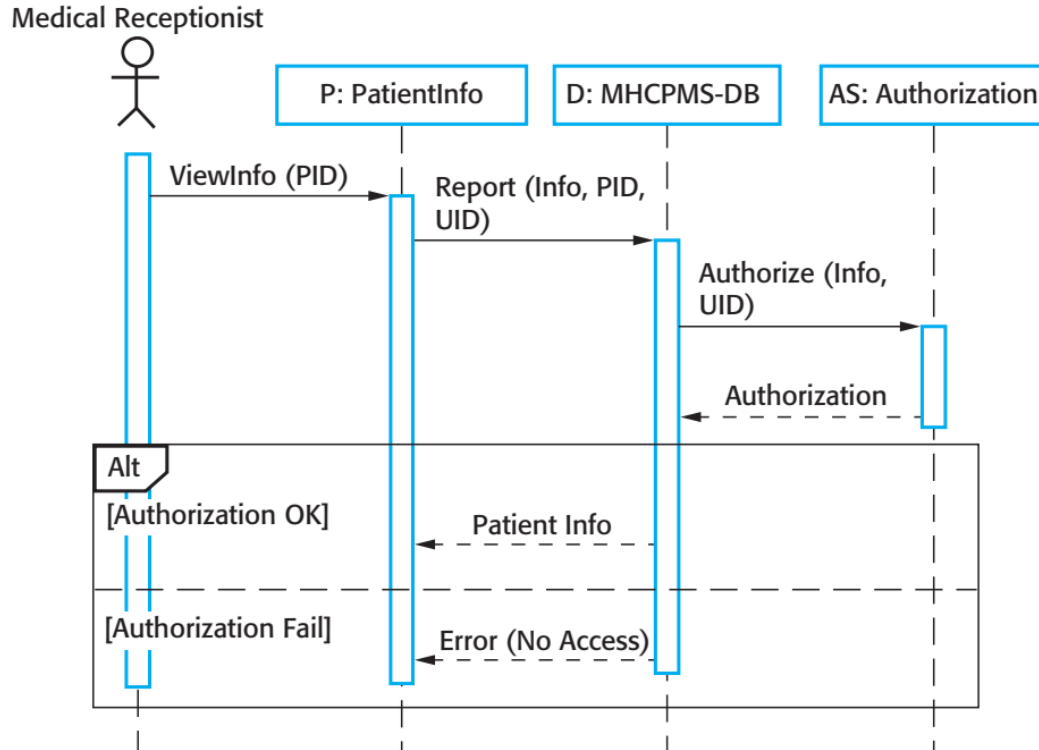 Medical Receptionist
P: PatientInfo
D: MHCPMS-DB
AS: Authorization
ViewInfo (PID)
Report (Info, PID,
UID)
Authorize (Info,
UID)
Authorization
Alt
[Authorization OK]
Patient Info
[Authorization Fail]
Error (No Access)